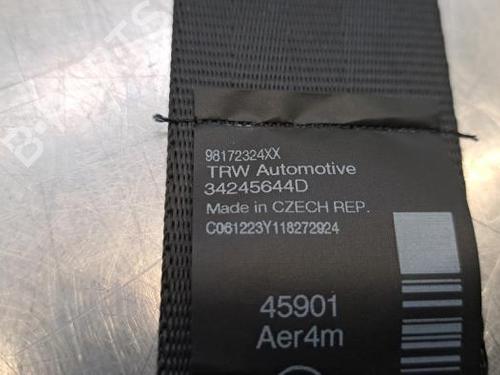 98172324XX
TRW Automotive
34245644D
Made in CZECH REP.
C061223Y118272924
45901
Aer4m